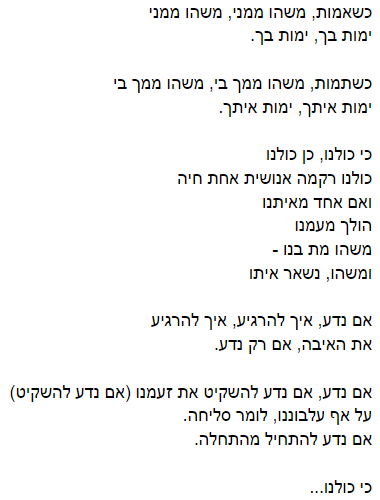 כשאמות, משהו ממני, משהו ממני
ימות בך, ימות בך.
כשתמות, משהו ממך בי, משהו ממך בי
ימות איתך, ימות איתך.
כי כולנו, כן כולנו
כולנו רקמה אנושית אחת חיה
ואם אחד מאיתנו
הולך מעמנו
משהו מת בנו -
ומשהו, נשאר איתו
אם נדע, איך להרגיע, איך להרגיע
את האיבה, אם רק נדע.
אם נדע, אם נדע להשקיט את זעמנו (אם נדע להשקיט)
על אף עלבוננו, לומר סליחה.
אם נדע להתחיל מהתחלה.
כי כולנו...